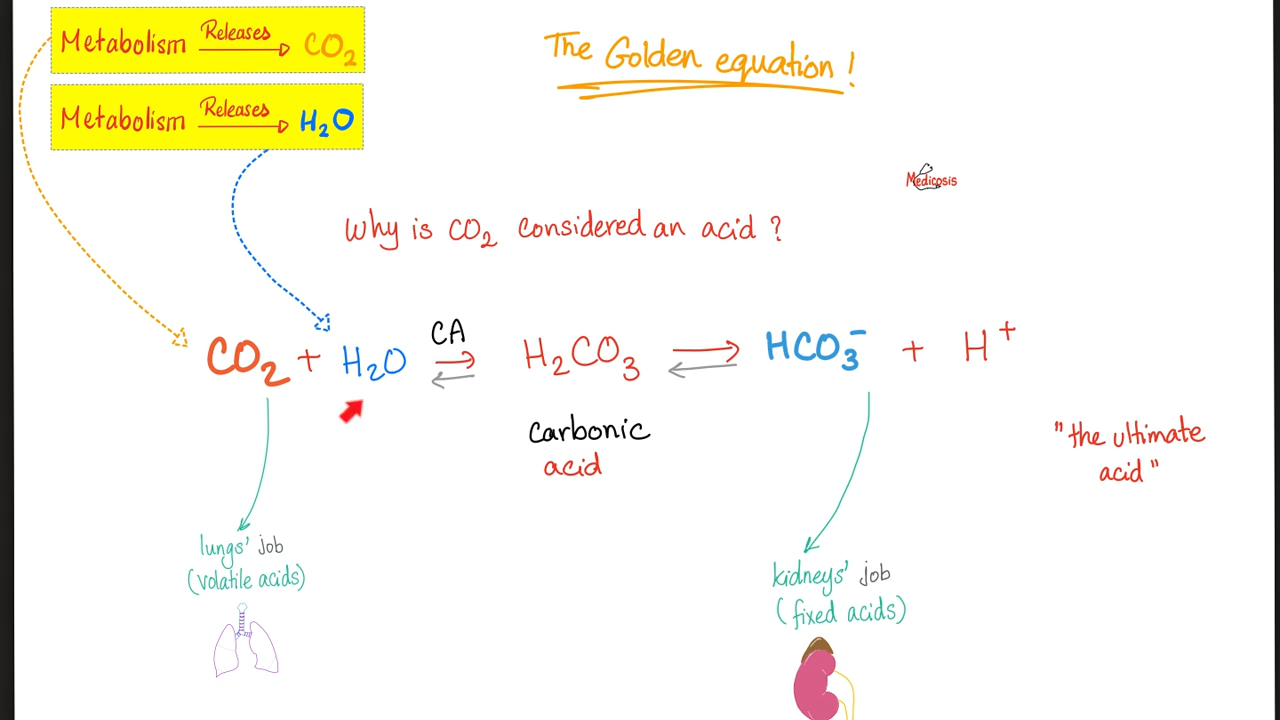 Metabolism Releases CO₂
The Golden equation!
Metabolism Releases H₂O
Medicosis
Why is CO₂ considered an acid?
CA
CO₂ + H₂O ⇌ H₂CO₃ ⇌ HCO₃⁻ + H⁺
carbonic
acid
"the ultimate
acid"
lungs' job
(volatile acids)
kidneys' job
(fixed acids)